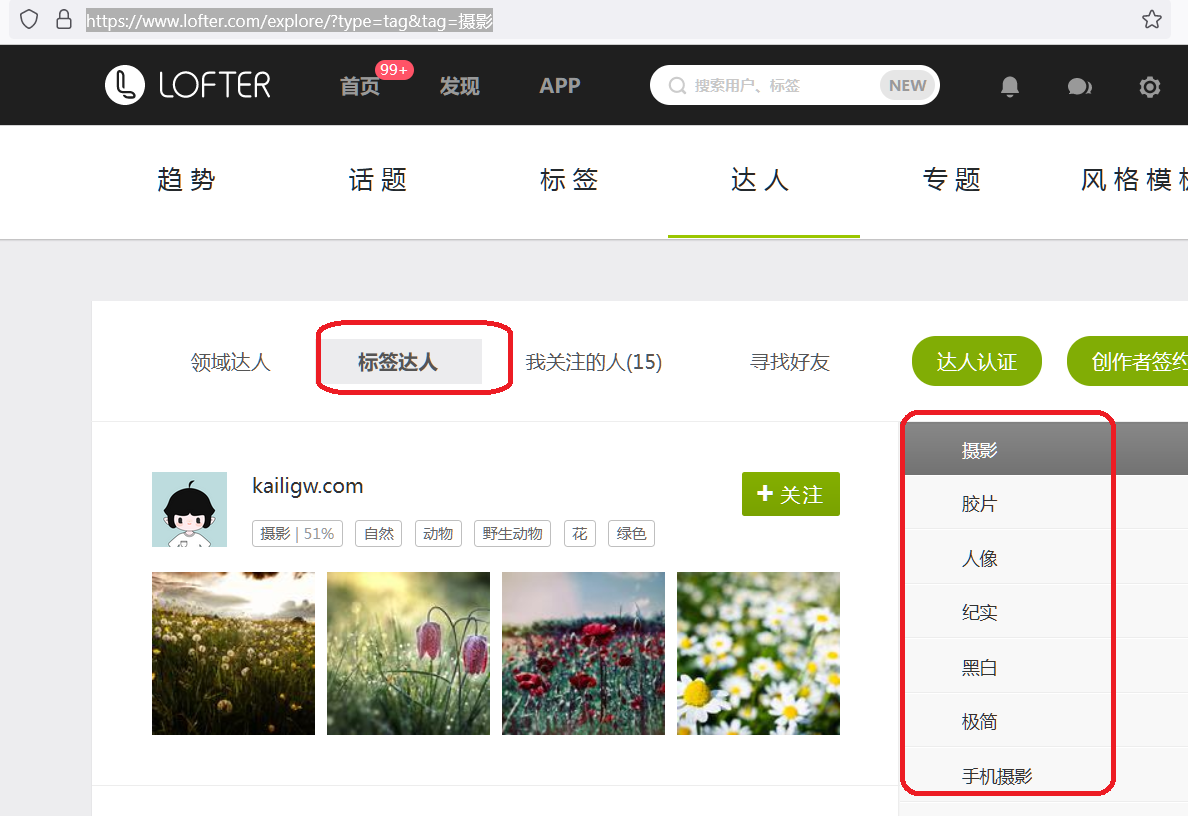 https://www.lofter.com/explore/?type=tag&tag=摄影
LOFTER 首页 99+ 发现 APP 搜索用户、标签 NEW
趋势 话题 标签 达人 专题 风格模
领域达人 标签达人 我关注的人(15) 寻找好友 达人认证 创作者签约
kailigw.com
+ 关注
摄影 | 51% 自然 动物 野生动物 花 绿色
摄影
胶片
人像
纪实
黑白
极简
手机摄影